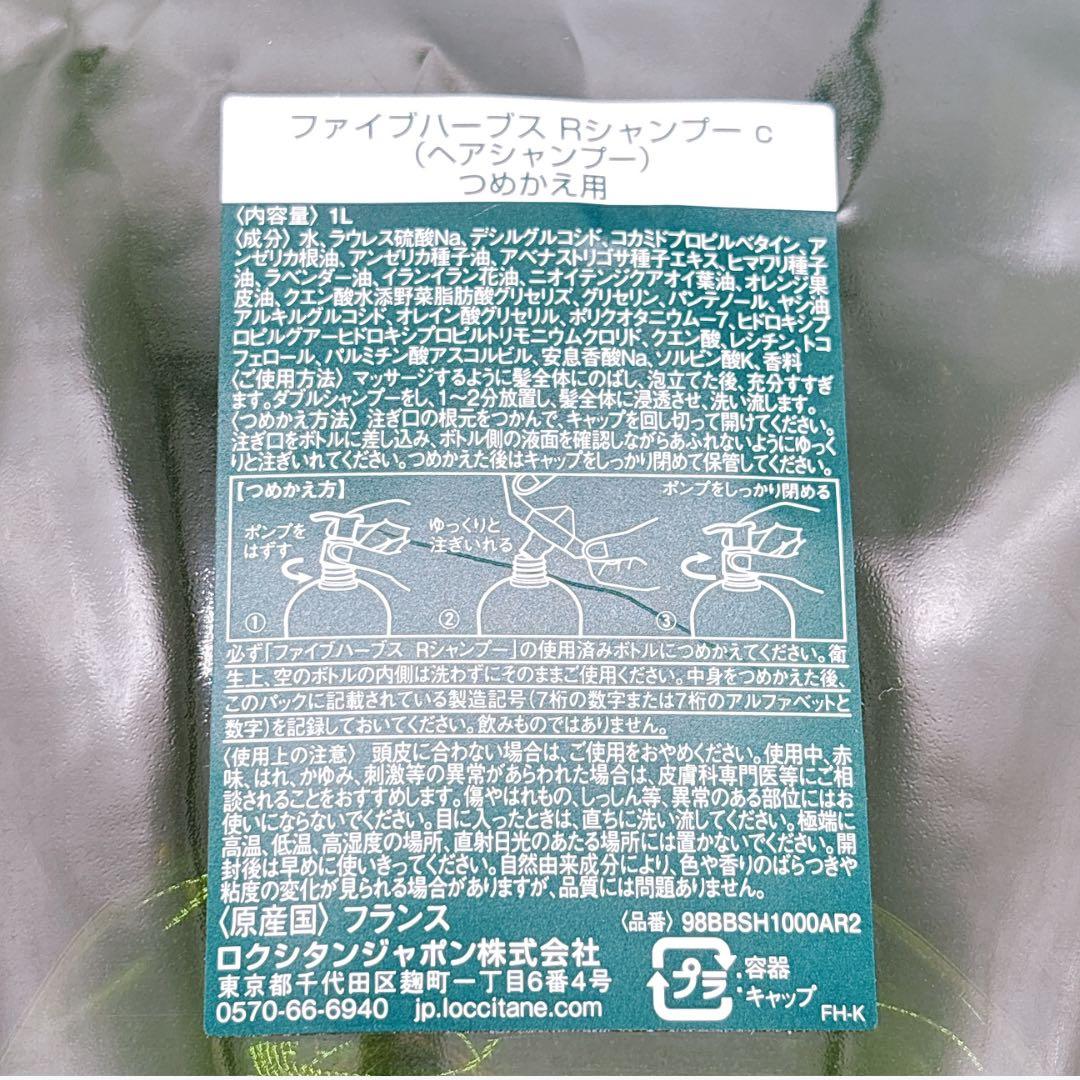 ファイブハーブス Rシャンプー c
（ヘアシャンプー）
つめかえ用
〈内容量〉1L
〈成分〉水、ラウレス硫酸Na、デシルグルコシド、コカミドプロピルベタイン、ア
ンゼリカ根油、アンゼリカ種子油、アベナストリゴサ種子エキス、ヒマワリ種子
油、ラベンダー油、イランイラン花油、ニオイテンジクアオイ葉油、オレンジ果
皮油、クエン酸水添野菜脂肪酸グリセリズ、グリセリン、パンテノール、ヤシ油
アルキルグルコシド、オレイン酸グリセリル、ポリクオタニウム-7、ヒドロキシプ
ロピルグアーヒドロキシプロピルトリモニウムクロリド、クエン酸、レシチン、トコ
フェロール、パルミチン酸アスコルビル、安息香酸Na、ソルビン酸K、香料
〈ご使用方法〉マッサージするように髪全体にのばし、泡立てた後、充分すすぎ
ます。ダブルシャンプーをし、1〜2分放置し、髪全体に浸透させ、洗い流します。
〈つめかえ方法〉注ぎ口の根元をつかんで、キャップを回し切って開けてください。
注ぎ口をボトルに差し込み、ボトル側の液面を確認しながらあふれないようにゆっく
りと注ぎいれてください。つめかえた後はキャップをしっかり閉めて保管してください。
【つめかえ方】
ポンプを
はずす
①
ゆっくりと
注ぎいれる
②
ポンプをしっかり閉める
③
必ず「ファイブハーブス Rシャンプー」の使用済みボトルにつめかえてください。衛
生上、空のボトルの内側は洗わずにそのままご使用ください。中身をつめかえた後、
このパックに記載されている製造記号（7桁の数字または7桁のアルファベットと
数字）を記録しておいてください。飲みものではありません。
〈使用上の注意〉 頭皮に合わない場合は、ご使用をおやめください。使用中、赤
味、はれ、かゆみ、刺激等の異常があらわれた場合は、皮膚科専門医等にご相
談されることをおすすめします。傷やはれもの、しっしん等、異常のある部位にはお
使いにならないでください。目に入ったときは、直ちに洗い流してください。極端に
高温、低温、高湿度の場所、直射日光のあたる場所には置かないでください。開
封後は早めに使いきってください。自然由来成分により、色や香りのばらつきや
粘度の変化が見られる場合がありますが、品質には問題ありません。
〈原産国〉フランス
〈品番〉98BBSH1000AR2
ロクシタンジャポン株式会社
東京都千代田区麹町一丁目6番4号
0570-66-6940 jp.loccitane.com
プラ
:容器
:キャップ
FH-K